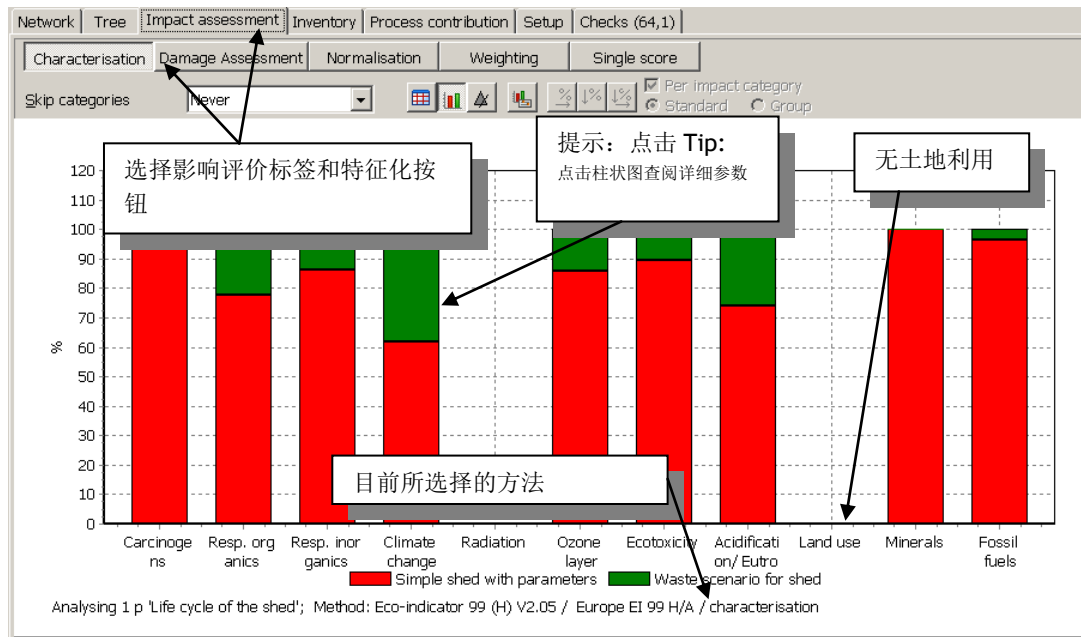 Network Tree Impact assessment Inventory Process contribution Setup Checks (64,1)
Characterisation Damage Assessment Normalisation Weighting Single score
Skip categories Never Per impact category
Standard Group
选择影响评价标签和特征化按
钮
提示：点击 Tip:
点击柱状图查阅详细参数
无土地利用
120
110
100
90
80
70
60
50
40
30
20
10
0
%
目前所选择的方法
Carcinoge
ns
Resp. org
anics
Resp. inor
ganics
Climate
change
Radiation
Ozone
layer
Ecotoxicity
Acidificati
on/ Eutro
Land use
Minerals
Fossil
fuels
Simple shed with parameters Waste scenario for shed
Analysing 1 p 'Life cycle of the shed'; Method: Eco-indicator 99 (H) V2.05 / Europe EI 99 H/A / characterisation